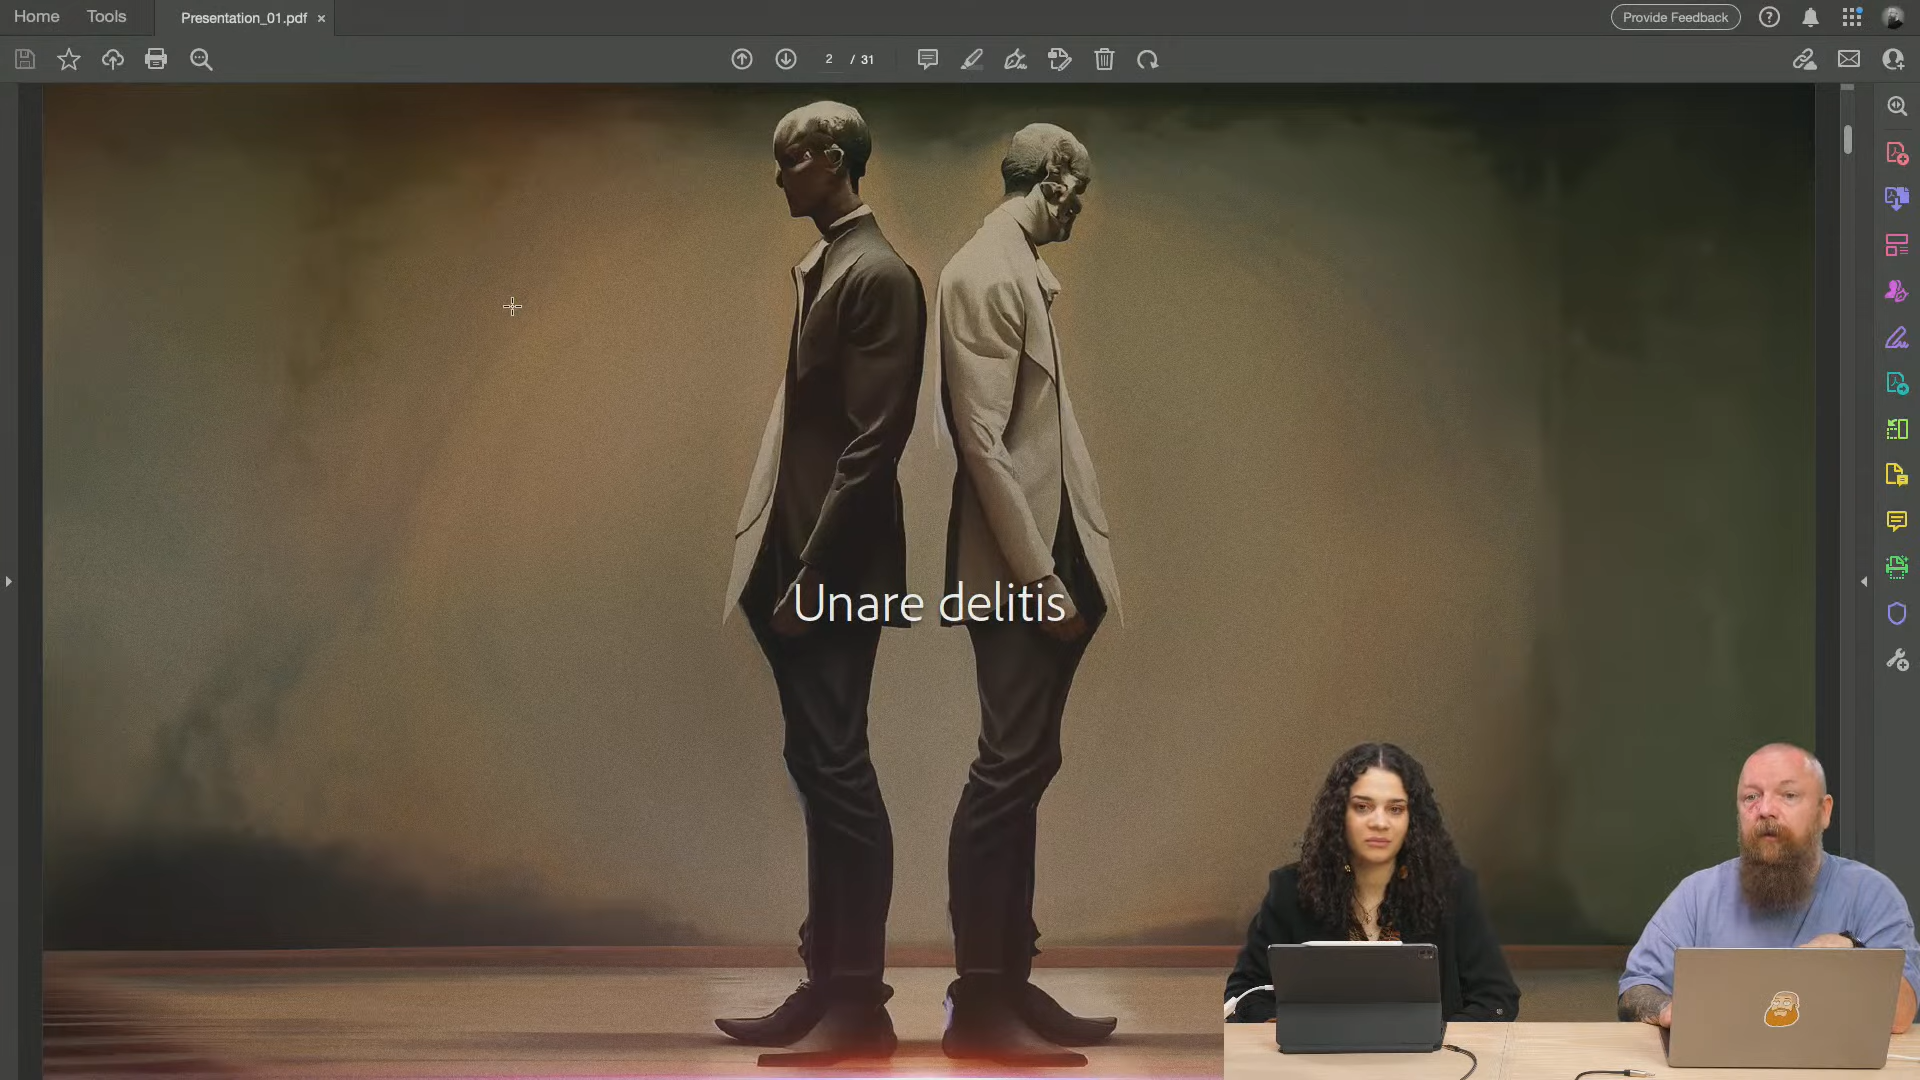 Home
Tools
Presentation_01.pdf
Provide Feedback
2 / 31
Unare delitis